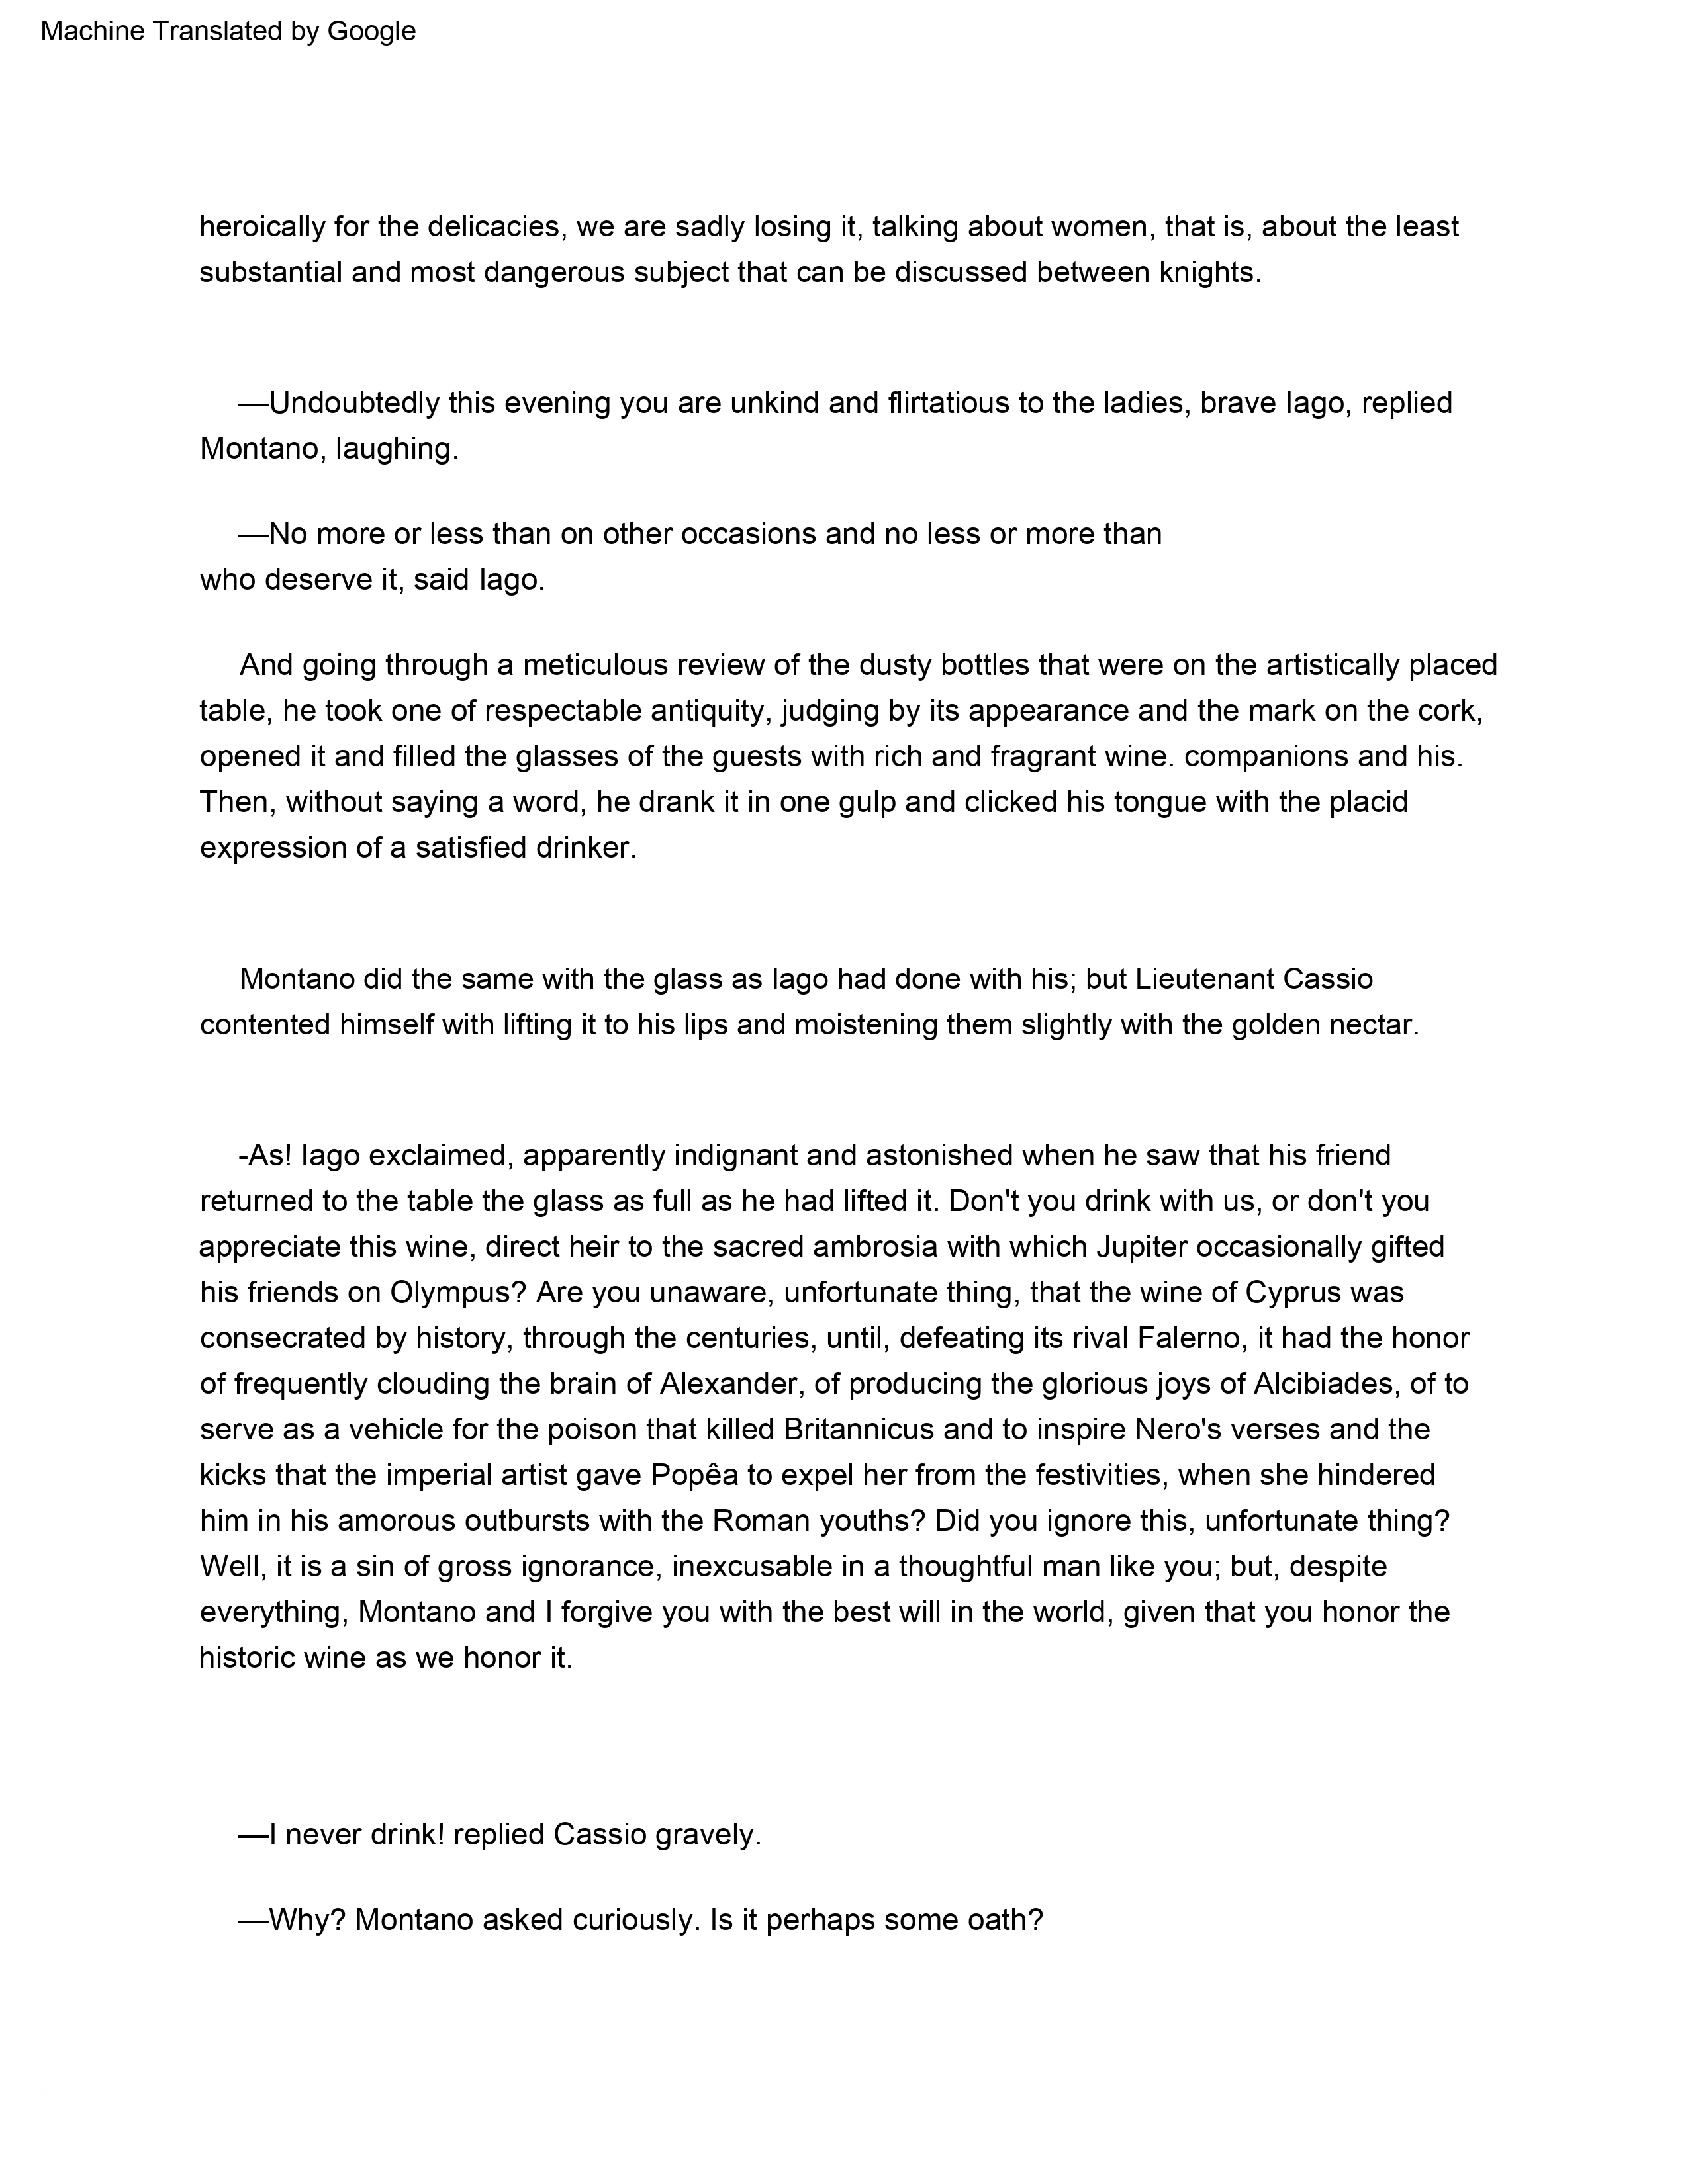 Machine Translated by Google
heroically for the delicacies, we are sadly losing it, talking about women, that is, about the least
substantial and most dangerous subject that can be discussed between knights.
—Undoubtedly this evening you are unkind and flirtatious to the ladies, brave Iago, replied
Montano, laughing.
—No more or less than on other occasions and no less or more than
who deserve it, said Iago.
And going through a meticulous review of the dusty bottles that were on the artistically placed
table, he took one of respectable antiquity, judging by its appearance and the mark on the cork,
opened it and filled the glasses of the guests with rich and fragrant wine. companions and his.
Then, without saying a word, he drank it in one gulp and clicked his tongue with the placid
expression of a satisfied drinker.
Montano did the same with the glass as Iago had done with his; but Lieutenant Cassio
contented himself with lifting it to his lips and moistening them slightly with the golden nectar.
-As! Iago exclaimed, apparently indignant and astonished when he saw that his friend
returned to the table the glass as full as he had lifted it. Don't you drink with us, or don't you
appreciate this wine, direct heir to the sacred ambrosia with which Jupiter occasionally gifted
his friends on Olympus? Are you unaware, unfortunate thing, that the wine of Cyprus was
consecrated by history, through the centuries, until, defeating its rival Falerno, it had the honor
of frequently clouding the brain of Alexander, of producing the glorious joys of Alcibiades, of to
serve as a vehicle for the poison that killed Britannicus and to inspire Nero's verses and the
kicks that the imperial artist gave Popêa to expel her from the festivities, when she hindered
him in his amorous outbursts with the Roman youths? Did you ignore this, unfortunate thing?
Well, it is a sin of gross ignorance, inexcusable in a thoughtful man like you; but, despite
everything, Montano and I forgive you with the best will in the world, given that you honor the
historic wine as we honor it.
—I never drink! replied Cassio gravely.
—Why? Montano asked curiously. Is it perhaps some oath?